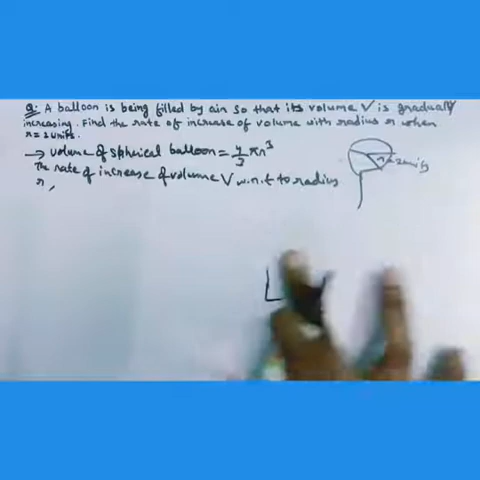 Q: A balloon is being filled by air so that its volume V is gradually
increasing. Find the rate of increase of volume with radius r when
r = 2 units.
→ volume of spherical balloon = 4/3 πr³
The rate of increase of volume V w.r.t to radius
r,
r=2units